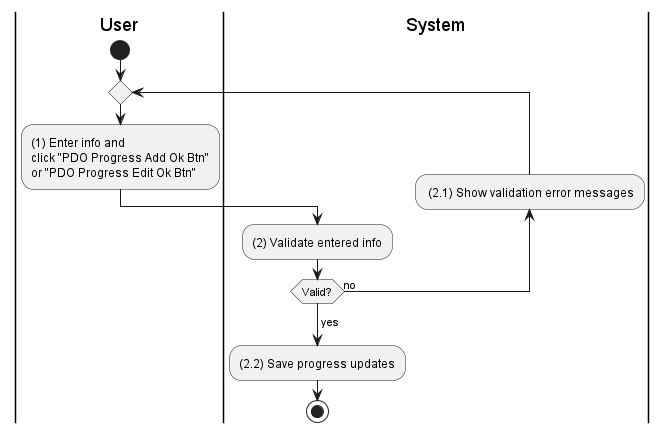 User
System
(1) Enter info and
click "PDO Progress Add Ok Btn"
or "PDO Progress Edit Ok Btn"
(2.1) Show validation error messages
(2) Validate entered info
Valid?
no
yes
(2.2) Save progress updates